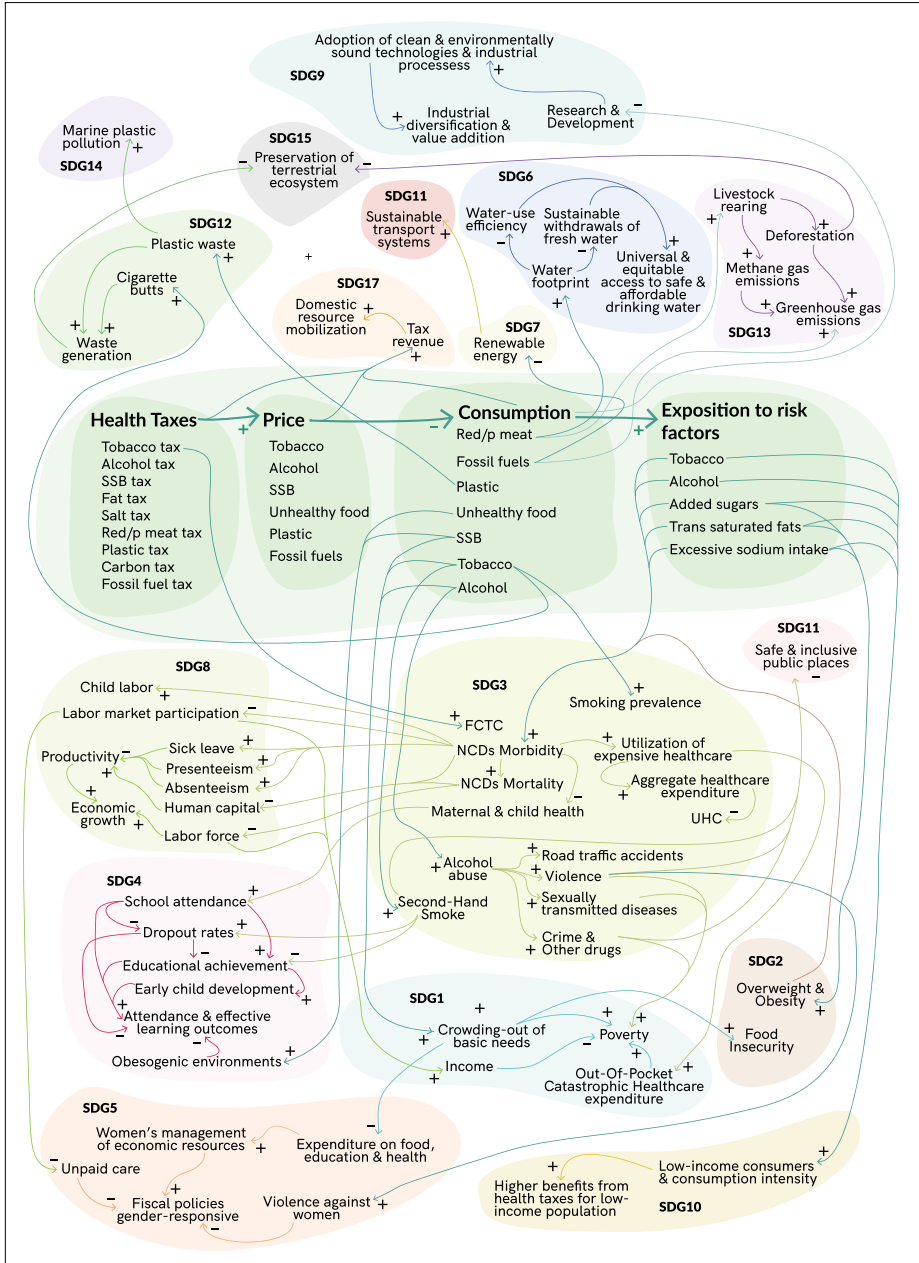 Adoption of clean & environmentally
sound technologies & industrial
processess
+
SDG9
+
Industrial
diversification &
value addition
Research &
Development
−
Marine plastic
pollution
+
SDG14
SDG15
−
Preservation of
terrestrial
ecosystem
−
SDG11
Sustainable
transport
systems
+
SDG6
Water-use
efficiency
−
Sustainable
withdrawals of
fresh water
−
Water
footprint
+
+
Universal &
equitable
access to safe &
affordable
drinking water
Livestock
rearing
+
+
Deforestation
+
Methane gas
emissions
+
+
Greenhouse gas
emissions
+
SDG13
SDG12
Plastic waste
+
Cigarette
butts
+
+
+
Waste
generation
+
SDG17
Domestic
resource
mobilization
+
Tax
revenue
+
SDG7
Renewable
energy
−
Health Taxes
+
Price
−
Consumption
+
Exposition to risk
factors
Tobacco tax
Alcohol tax
SSB tax
Fat tax
Salt tax
Red/p meat tax
Plastic tax
Carbon tax
Fossil fuel tax
Tobacco
Alcohol
SSB
Unhealthy food
Plastic
Fossil fuels
Red/p meat
Fossil fuels
Plastic
Unhealthy food
SSB
Tobacco
Alcohol
Tobacco
Alcohol
Added sugars
Trans saturated fats
Excessive sodium intake
SDG11
Safe & inclusive
public places
−
SDG8
Child labor
+
Labor market participation
−
Productivity
−
+
Sick leave
+
Presenteeism
+
Absenteeism
+
Human capital
−
Economic
growth
+
+
Labor force
−
SDG3
Smoking prevalence
+
+
FCTC
NCDs Morbidity
+
+
NCDs Mortality
Maternal & child health
−
+
Utilization of
expensive healthcare
+
Aggregate healthcare
expenditure
UHC
−
+
Alcohol
abuse
+
Road traffic accidents
+
Violence
+
Sexually
transmitted diseases
+
Crime &
Other drugs
+
Second-Hand
Smoke
SDG4
School attendance
+
−
Dropout rates
+
−
+
Educational achievement
−
Early child development
+
+
Attendance & effective
learning outcomes
−
−
Obesogenic environments
+
SDG2
Overweight &
Obesity
+
+
Food
Insecurity
SDG1
+
Crowding-out of
basic needs
+
+
+
Poverty
−
+
Income
+
+
Out-Of-Pocket
Catastrophic Healthcare
expenditure
SDG5
Women's management
of economic resources
+
−
Expenditure on food,
education & health
−
Unpaid care
−
+
Fiscal policies
gender-responsive
−
Violence against
women
+
+
Higher benefits from
health taxes for low-
income population
Low-income consumers
& consumption intensity
+
SDG10